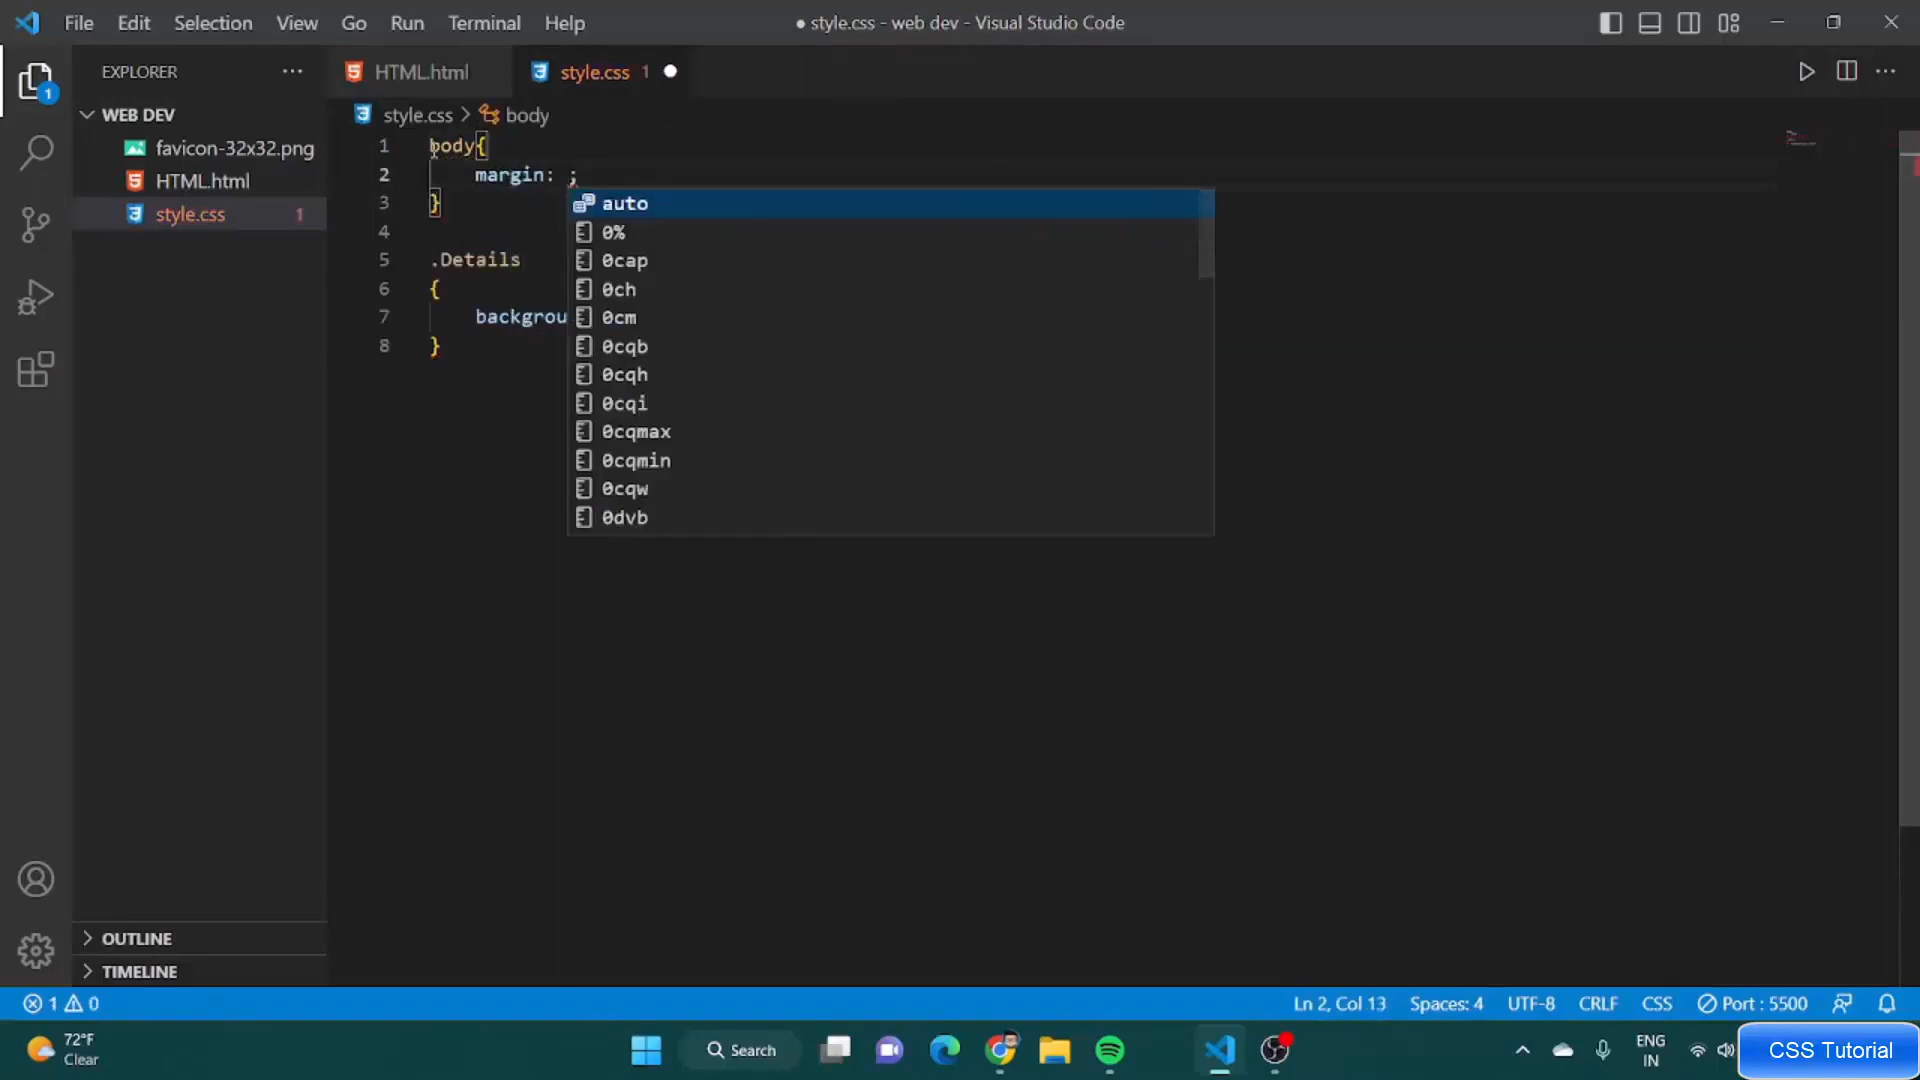 File Edit Selection View Go Run Terminal Help
● style.css - web dev - Visual Studio Code
EXPLORER
HTML.html
style.css 1
WEB DEV
style.css > body
favicon-32x32.png
HTML.html
style.css 1
1
1 body{
2 margin: ;
3 }
4
5 .Details
6 {
7 backgrou
8 }
auto
0%
0cap
0ch
0cm
0cqb
0cqh
0cqi
0cqmax
0cqmin
0cqw
0dvb
OUTLINE
TIMELINE
1 0
Ln 2, Col 13 Spaces: 4 UTF-8 CRLF CSS Port : 5500
72°F
Clear
Search
ENG
IN
CSS Tutorial